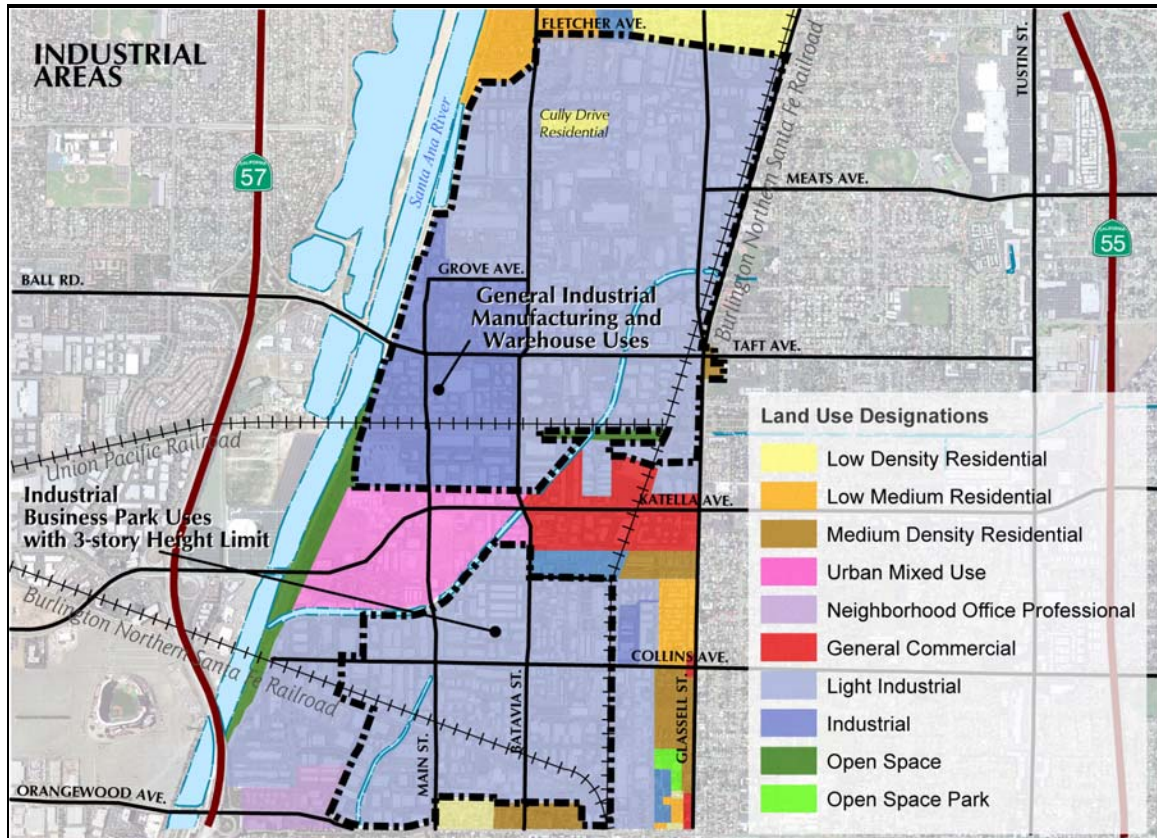 INDUSTRIAL
AREAS
FLETCHER AVE.
TUSTIN ST.
Cully Drive
Residential
Santa Ana River
Burlington Northern Santa Fe Railroad
CALIFORNIA
57
MEATS AVE.
CALIFORNIA
55
BALL RD.
GROVE AVE.
General Industrial
Manufacturing and
Warehouse Uses
TAFT AVE.
Union Pacific Railroad
Industrial
Business Park Uses
with 3-story Height Limit
KATELLA AVE.
Burlington Northern Santa Fe Railroad
COLLINS AVE.
MAIN ST.
BATAVIA ST.
GLASSELL ST.
ORANGEWOOD AVE.
Land Use Designations
Low Density Residential
Low Medium Residential
Medium Density Residential
Urban Mixed Use
Neighborhood Office Professional
General Commercial
Light Industrial
Industrial
Open Space
Open Space Park